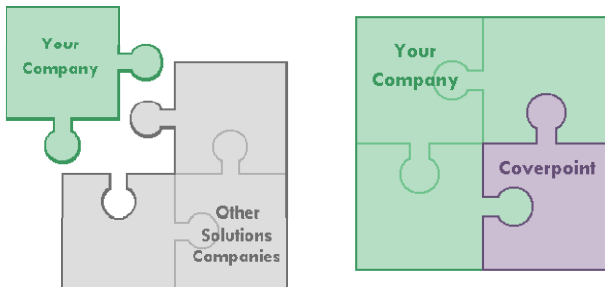 Your
Company
Other
Solutions
Companies
Your
Company
Coverpoint